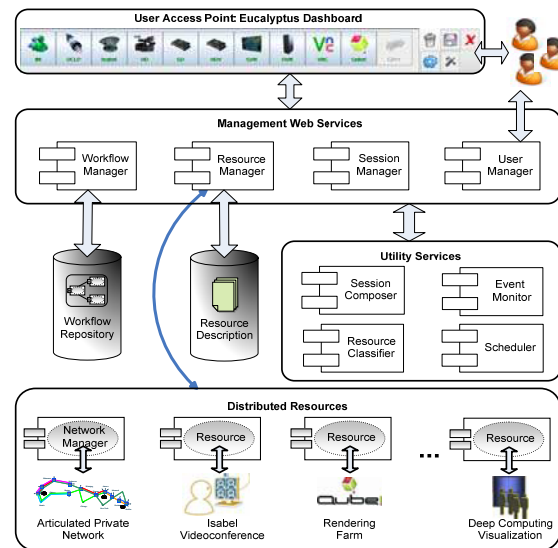 User Access Point: Eucalyptus Dashboard
Management Web Services
Workflow
Manager
Resource
Manager
Session
Manager
User
Manager
Workflow
Repository
Resource
Description
Utility Services
Session
Composer
Event
Monitor
Resource
Classifier
Scheduler
Distributed Resources
Network
Manager
Resource
Resource
...
Resource
Qube!
Articulated Private
Network
Isabel
Videoconference
Rendering
Farm
Deep Computing
Visualization